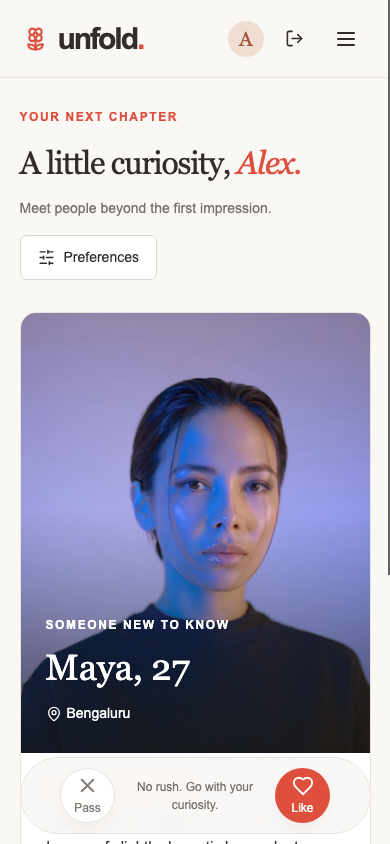 unfold.
A
YOUR NEXT CHAPTER
A little curiosity, Alex.
Meet people beyond the first impression.
Preferences
SOMEONE NEW TO KNOW
Maya, 27
Bengaluru
Pass
No rush. Go with your
curiosity.
Like